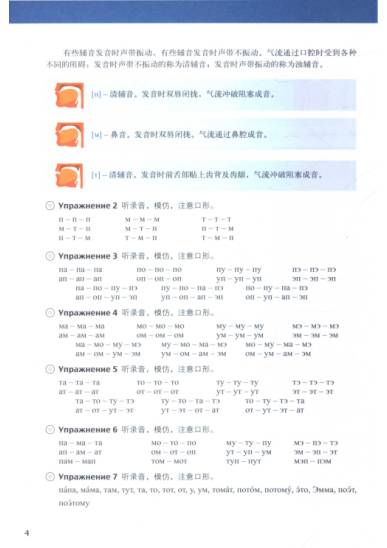 有些辅音发音时声带振动，有些辅音发音时声带不振动。气流通过口腔时受到各种
不同的阻碍：发音时声带不振动的称为清辅音；发音时声带振动的称为浊辅音。
[п] – 清辅音。发音时双唇闭拢，气流冲破阻塞成音。
[м] – 鼻音。发音时双唇闭拢，气流通过鼻腔成音。
[т] – 清辅音。发音时前舌部贴上齿背及齿龈，气流冲破阻塞成音。
Упражнение 2 听录音，模仿，注意口形。
п – п – п м – м – м т – т – т
м – т – п м – т – п п – т – м
п – т – м т – м – п т – м – п
Упражнение 3 听录音，模仿，注意口形。
па – па – па по – по – по пу – пу – пу пэ – пэ – пэ
ап – ап – ап оп – оп – оп уп – уп – уп эп – эп – эп
па – по – пу – пэ пу – по – па – пэ по – пу – па – пэ
ап – оп – уп – эп уп – оп – ап – эп оп – уп – ап – эп
Упражнение 4 听录音，模仿，注意口形。
ма – ма – ма мо – мо – мо му – му – му мэ – мэ – мэ
ам – ам – ам ом – ом – ом ум – ум – ум эм – эм – эм
ма – мо – му – мэ му – мо – ма – мэ мо – му – ма – мэ
ам – ом – ум – эм ум – ом – ам – эм ом – ум – ам – эм
Упражнение 5 听录音，模仿，注意口形。
та – та – та то – то – то ту – ту – ту тэ – тэ – тэ
ат – ат – ат от – от – от ут – ут – ут эт – эт – эт
та – то – ту – тэ ту – то – та – тэ то – ту – тэ – та
ат – от – ут – эт ут – эт – от – ат от – ут – эт – ат
Упражнение 6 听录音，模仿，注意口形。
па – ма – та мо – то – по му – ту – пу мэ – пэ – тэ
ап – ам – ат ом – от – оп ут – уп – ум эм – эп – эт
пам – мап том – мот туп – пут мэп – пэм
Упражнение 7 听录音，模仿，注意口形。
па́па, ма́ма, там, тут, та, то, тот, от, у, ум, тома́т, пото́м, потому́, э́то, Э́мма, поэ́т,
поэ́тому
4